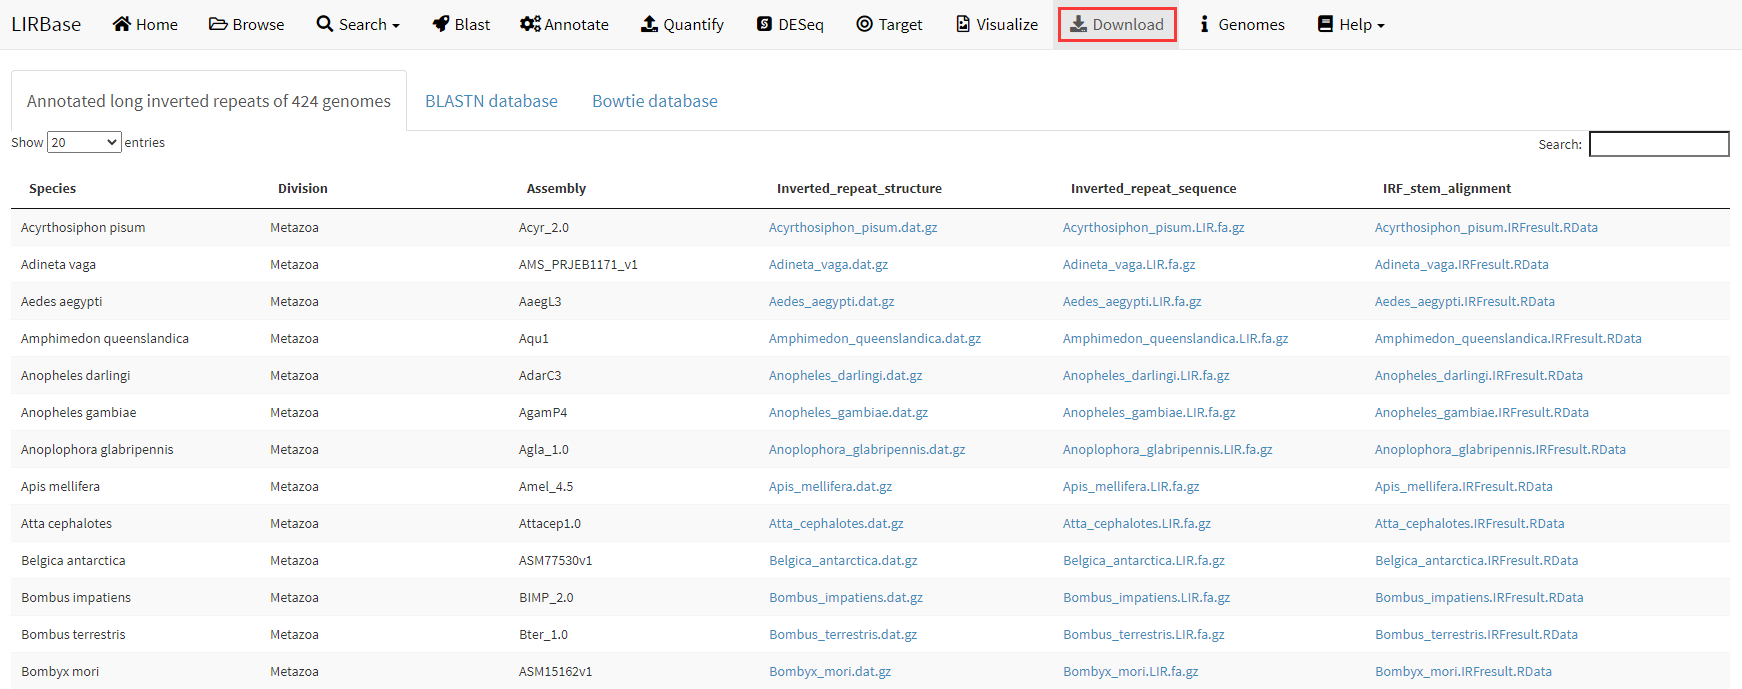 LIRBase Home Browse Search Blast Annotate Quantify DESeq Target Visualize Download Genomes Help
Annotated long inverted repeats of 424 genomes BLASTN database Bowtie database
Show 20 entries Search:
Species Division Assembly Inverted_repeat_structure Inverted_repeat_sequence IRF_stem_alignment
Acyrthosiphon pisum Metazoa Acyr_2.0 Acyrthosiphon_pisum.dat.gz Acyrthosiphon_pisum.LIR.fa.gz Acyrthosiphon_pisum.IRFresult.RData
Adineta vaga Metazoa AMS_PRJEB1171_v1 Adineta_vaga.dat.gz Adineta_vaga.LIR.fa.gz Adineta_vaga.IRFresult.RData
Aedes aegypti Metazoa AaegL3 Aedes_aegypti.dat.gz Aedes_aegypti.LIR.fa.gz Aedes_aegypti.IRFresult.RData
Amphimedon queenslandica Metazoa Aqu1 Amphimedon_queenslandica.dat.gz Amphimedon_queenslandica.LIR.fa.gz Amphimedon_queenslandica.IRFresult.RData
Anopheles darlingi Metazoa AdarC3 Anopheles_darlingi.dat.gz Anopheles_darlingi.LIR.fa.gz Anopheles_darlingi.IRFresult.RData
Anopheles gambiae Metazoa AgamP4 Anopheles_gambiae.dat.gz Anopheles_gambiae.LIR.fa.gz Anopheles_gambiae.IRFresult.RData
Anoplophora glabripennis Metazoa Agla_1.0 Anoplophora_glabripennis.dat.gz Anoplophora_glabripennis.LIR.fa.gz Anoplophora_glabripennis.IRFresult.RData
Apis mellifera Metazoa Amel_4.5 Apis_mellifera.dat.gz Apis_mellifera.LIR.fa.gz Apis_mellifera.IRFresult.RData
Atta cephalotes Metazoa Attacep1.0 Atta_cephalotes.dat.gz Atta_cephalotes.LIR.fa.gz Atta_cephalotes.IRFresult.RData
Belgica antarctica Metazoa ASM77530v1 Belgica_antarctica.dat.gz Belgica_antarctica.LIR.fa.gz Belgica_antarctica.IRFresult.RData
Bombus impatiens Metazoa BIMP_2.0 Bombus_impatiens.dat.gz Bombus_impatiens.LIR.fa.gz Bombus_impatiens.IRFresult.RData
Bombus terrestris Metazoa Bter_1.0 Bombus_terrestris.dat.gz Bombus_terrestris.LIR.fa.gz Bombus_terrestris.IRFresult.RData
Bombyx mori Metazoa ASM15162v1 Bombyx_mori.dat.gz Bombyx_mori.LIR.fa.gz Bombyx_mori.IRFresult.RData